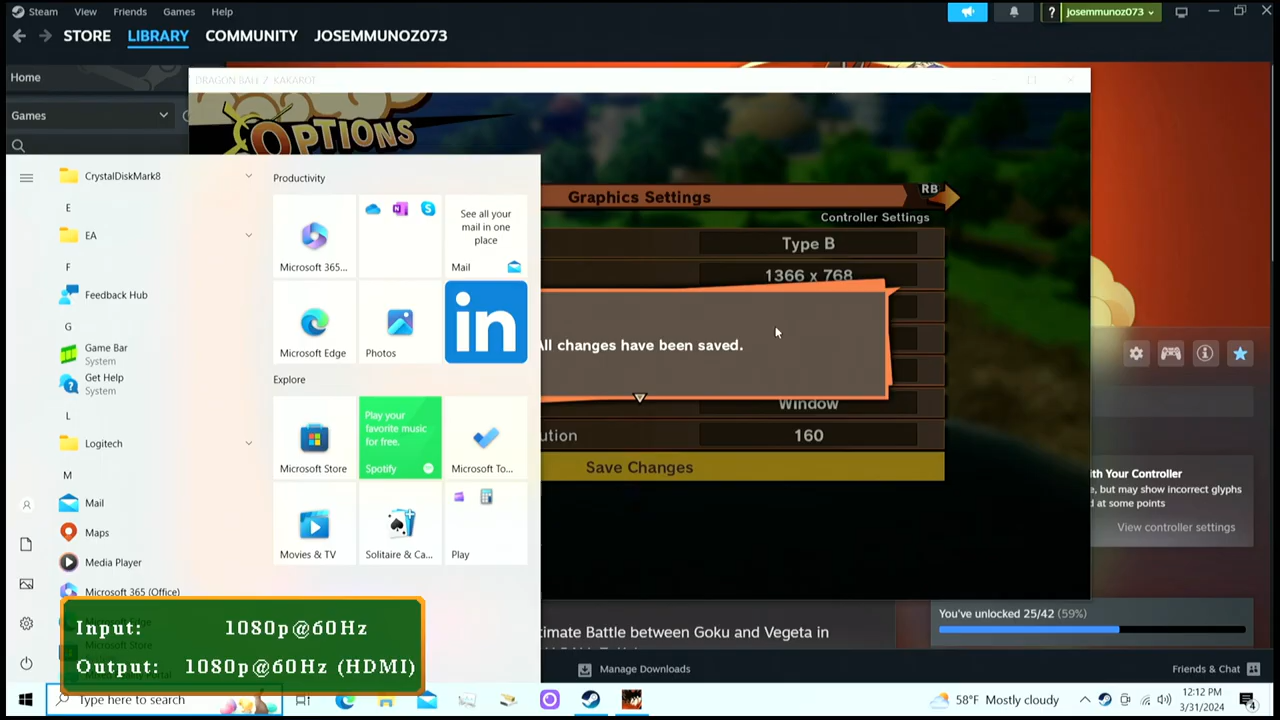 Steam View Friends Games Help
josemmunoz073
STORE LIBRARY COMMUNITY JOSEMMUNOZ073
Home
DRAGON BALL Z KAKAROT
Games
OPTIONS
CrystalDiskMark8
E
EA
F
Feedback Hub
G
Game Bar
System
Get Help
System
L
Logitech
M
Mail
Maps
Media Player
Microsoft 365 (Office)
Productivity
Microsoft 365...
See all your
mail in one
place
Mail
Microsoft Edge
Photos
in
Explore
Microsoft Store
Play your
favorite music
for free.
Spotify
Microsoft To...
Movies & TV
Solitaire & Ca...
Play
Graphics Settings
RB
Controller Settings
Type B
1366 x 768
All changes have been saved.
Window
ution
160
Save Changes
ith Your Controller
e, but may show incorrect glyphs
d at some points
View controller settings
You've unlocked 25/42 (59%)
timate Battle between Goku and Vegeta in
Manage Downloads
Friends & Chat
Input: 1080p@60Hz
Output: 1080p@60Hz (HDMI)
Type here to search
58°F Mostly cloudy
12:12 PM
3/31/2024
4